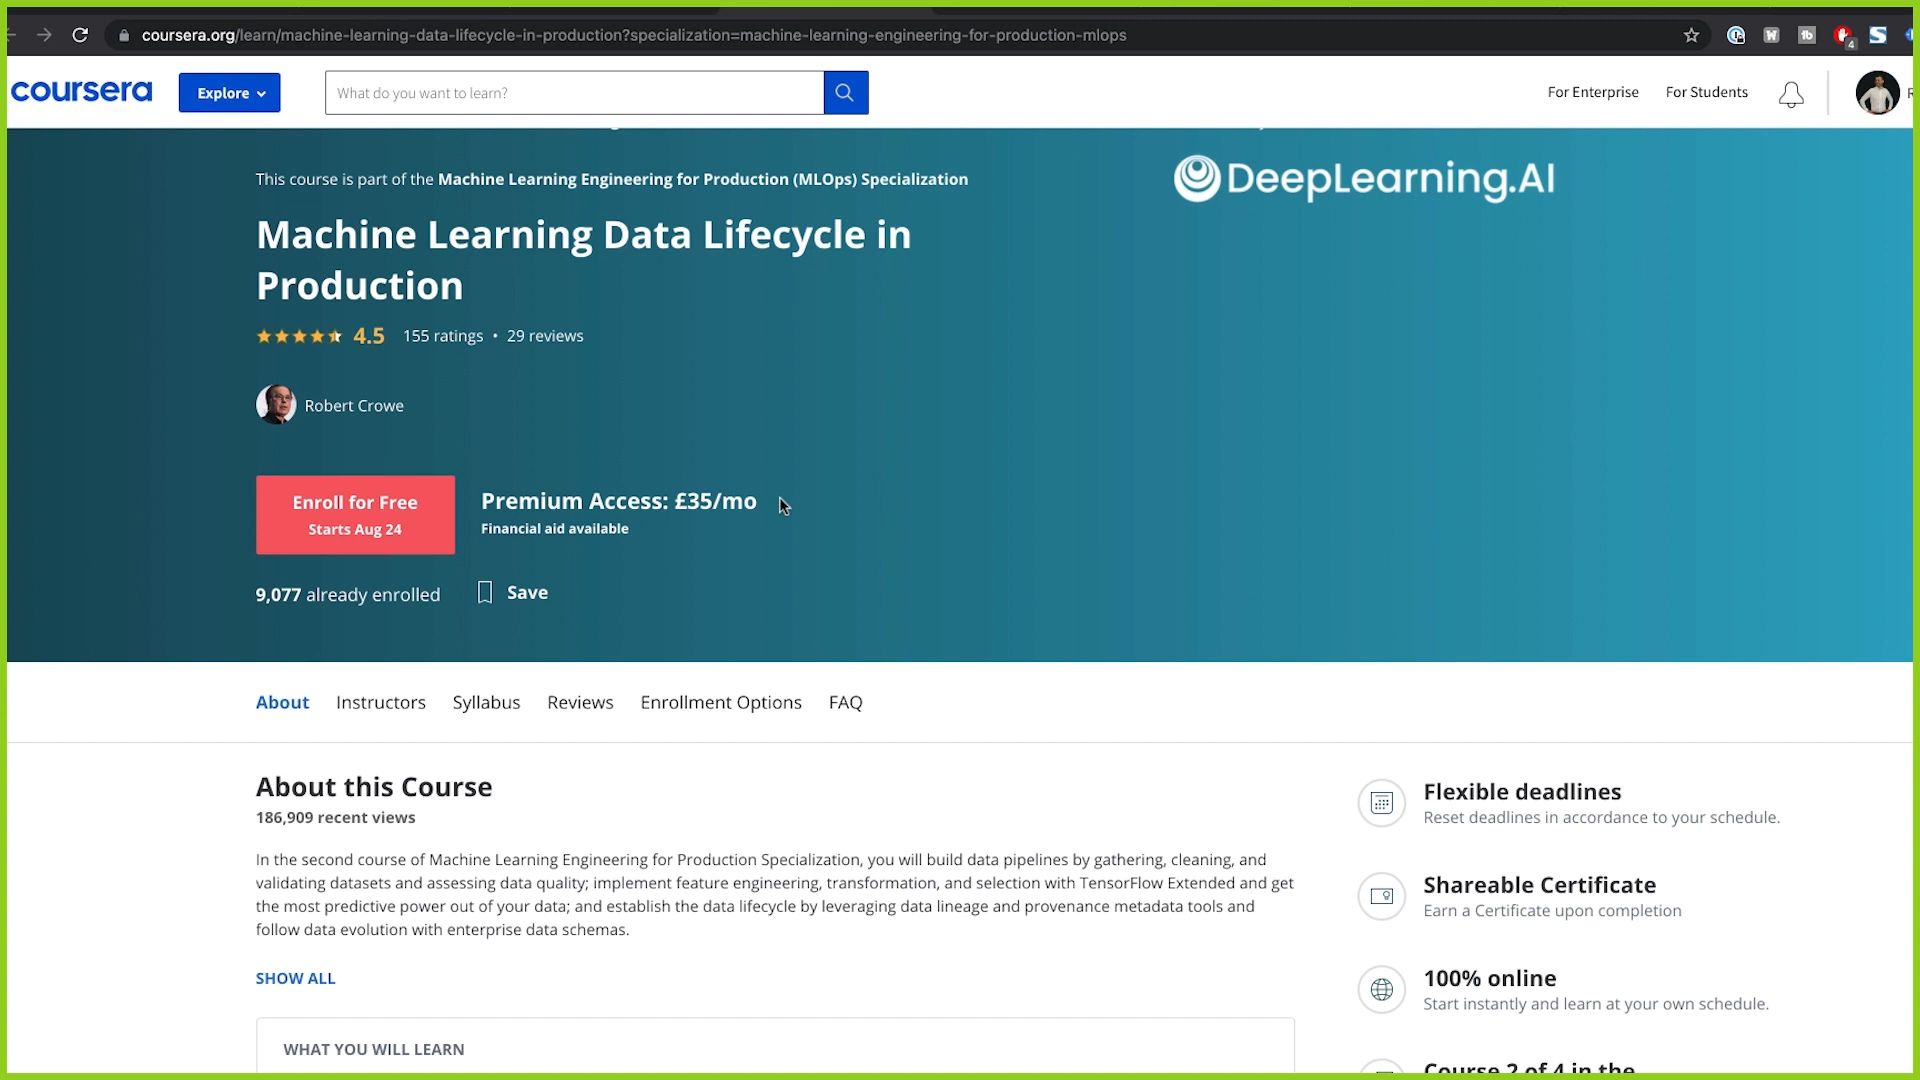 coursera.org/learn/machine-learning-data-lifecycle-in-production?specialization=machine-learning-engineering-for-production-mlops
4
coursera
Explore
What do you want to learn?
For Enterprise
For Students
This course is part of the Machine Learning Engineering for Production (MLOps) Specialization
DeepLearning.AI
Machine Learning Data Lifecycle in
Production
4.5 155 ratings • 29 reviews
Robert Crowe
Enroll for Free
Starts Aug 24
Premium Access: £35/mo
Financial aid available
9,077 already enrolled
Save
About Instructors Syllabus Reviews Enrollment Options FAQ
About this Course
186,909 recent views
In the second course of Machine Learning Engineering for Production Specialization, you will build data pipelines by gathering, cleaning, and
validating datasets and assessing data quality; implement feature engineering, transformation, and selection with TensorFlow Extended and get
the most predictive power out of your data; and establish the data lifecycle by leveraging data lineage and provenance metadata tools and
follow data evolution with enterprise data schemas.
SHOW ALL
WHAT YOU WILL LEARN
Flexible deadlines
Reset deadlines in accordance to your schedule.
Shareable Certificate
Earn a Certificate upon completion
100% online
Start instantly and learn at your own schedule.
Course 2 of 4 in the